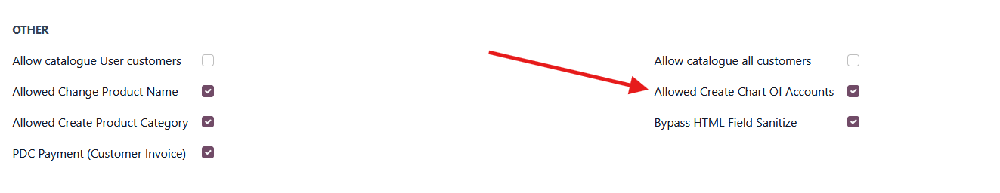 OTHER
Allow catalogue User customers
Allow catalogue all customers
Allowed Change Product Name
Allowed Create Chart Of Accounts
Allowed Create Product Category
Bypass HTML Field Sanitize
PDC Payment (Customer Invoice)